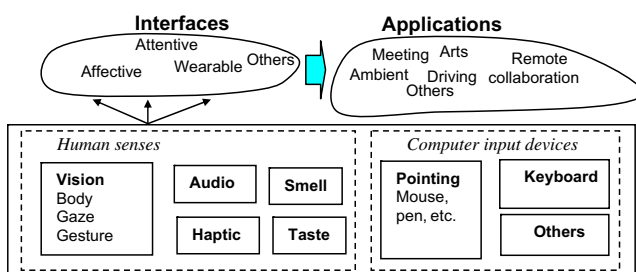 Interfaces
Applications
Attentive
Affective
Wearable
Others
Meeting
Arts
Remote
collaboration
Ambient
Driving
Others
Human senses
Vision
Body
Gaze
Gesture
Audio
Smell
Haptic
Taste
Computer input devices
Pointing
Mouse,
pen, etc.
Keyboard
Others